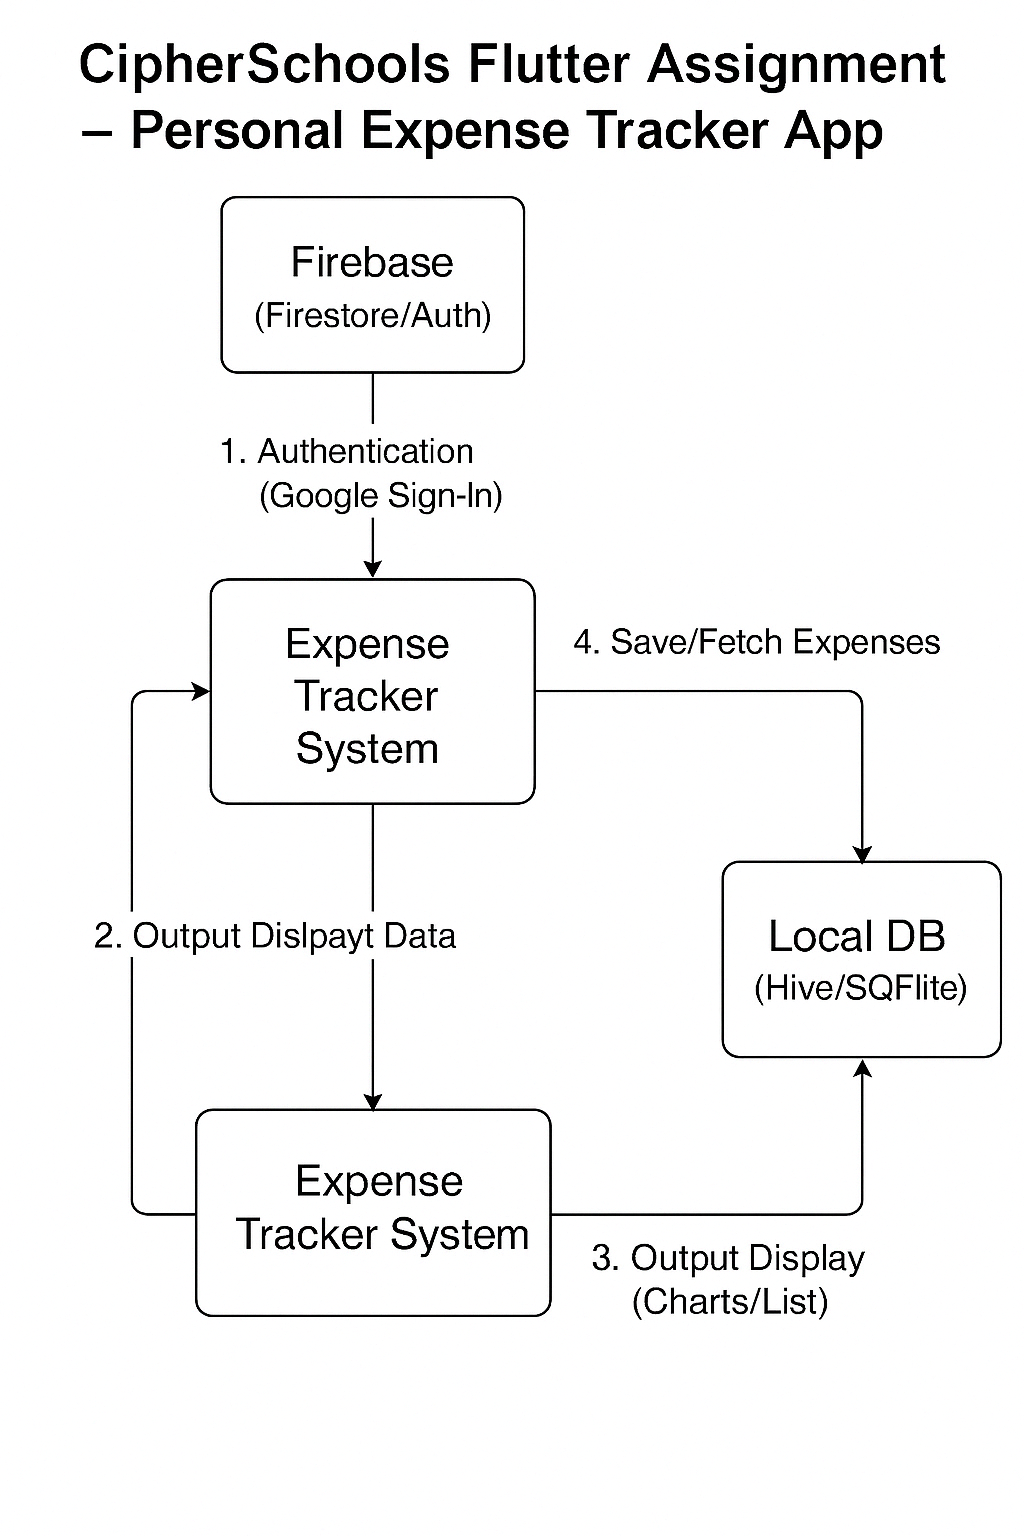 CipherSchools Flutter Assignment
– Personal Expense Tracker App
Firebase
(Firestore/Auth)
1. Authentication
(Google Sign-In)
Expense
Tracker
System
4. Save/Fetch Expenses
2. Output Dislpayt Data
Local DB
(Hive/SQFlite)
Expense
Tracker System
3. Output Display
(Charts/List)